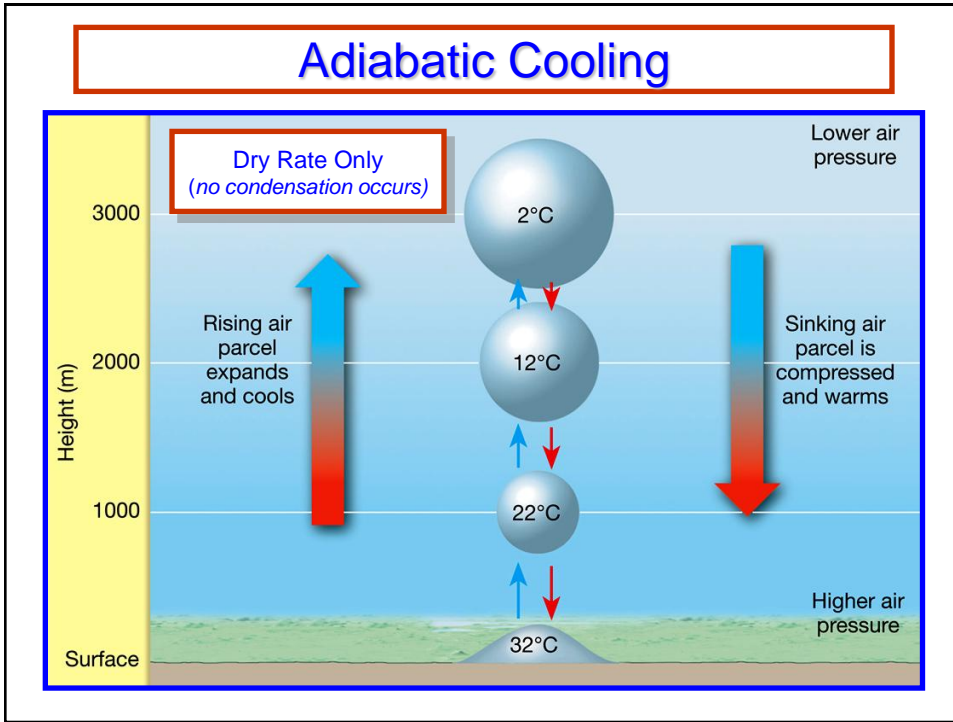 Adiabatic Cooling
Dry Rate Only
(no condensation occurs)
Lower air
pressure
3000
2°C
Rising air
parcel
expands
and cools
Sinking air
parcel is
compressed
and warms
Height (m)
2000
12°C
1000
22°C
Higher air
pressure
Surface
32°C